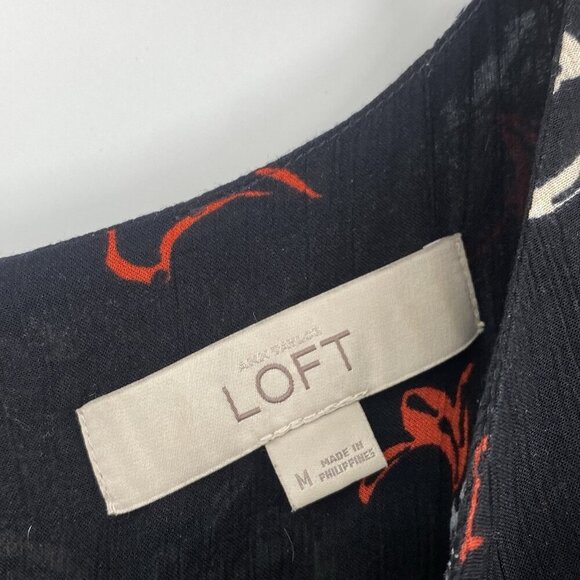 ANN TAYLOR
LOFT
M
MADE IN
PHILIPPINES